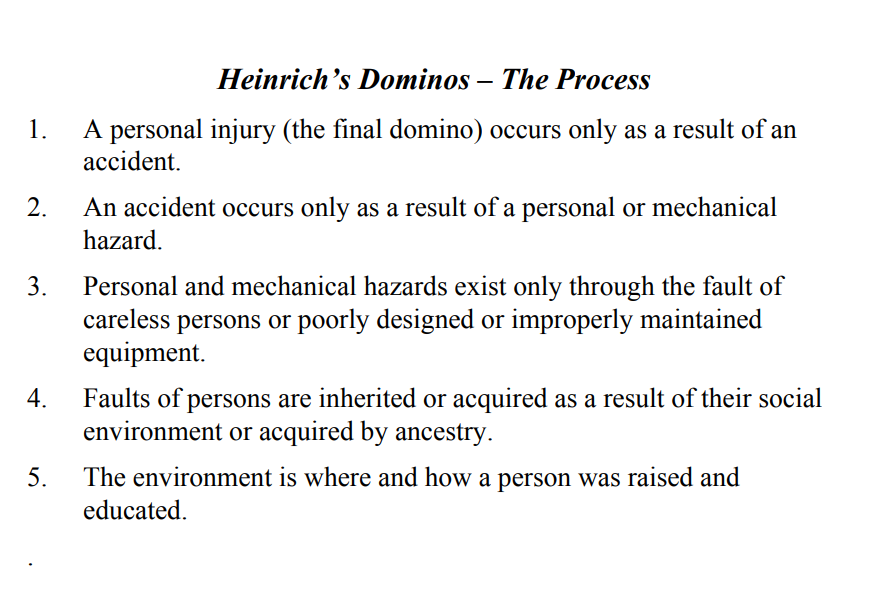 Heinrich’s Dominos – The Process
1. A personal injury (the final domino) occurs only as a result of an
accident.
2. An accident occurs only as a result of a personal or mechanical
hazard.
3. Personal and mechanical hazards exist only through the fault of
careless persons or poorly designed or improperly maintained
equipment.
4. Faults of persons are inherited or acquired as a result of their social
environment or acquired by ancestry.
5. The environment is where and how a person was raised and
educated.
.